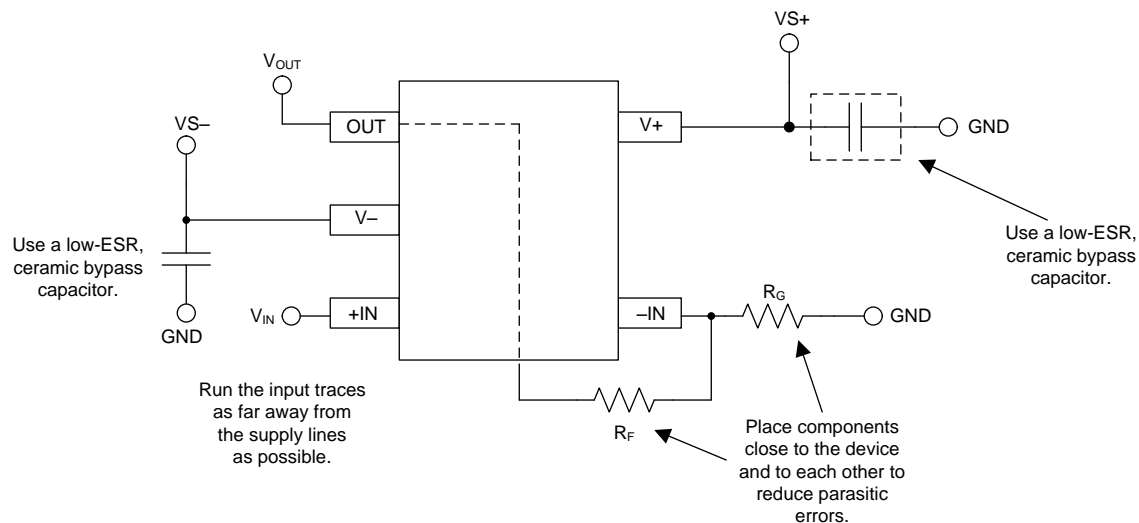 VS+
VOUT
VS–
OUT
V+
GND
V–
Use a low-ESR,
ceramic bypass
capacitor.
Use a low-ESR,
ceramic bypass
capacitor.
GND
VIN
+IN
–IN
RG
GND
Run the input traces
as far away from
the supply lines
as possible.
RF
Place components
close to the device
and to each other to
reduce parasitic
errors.